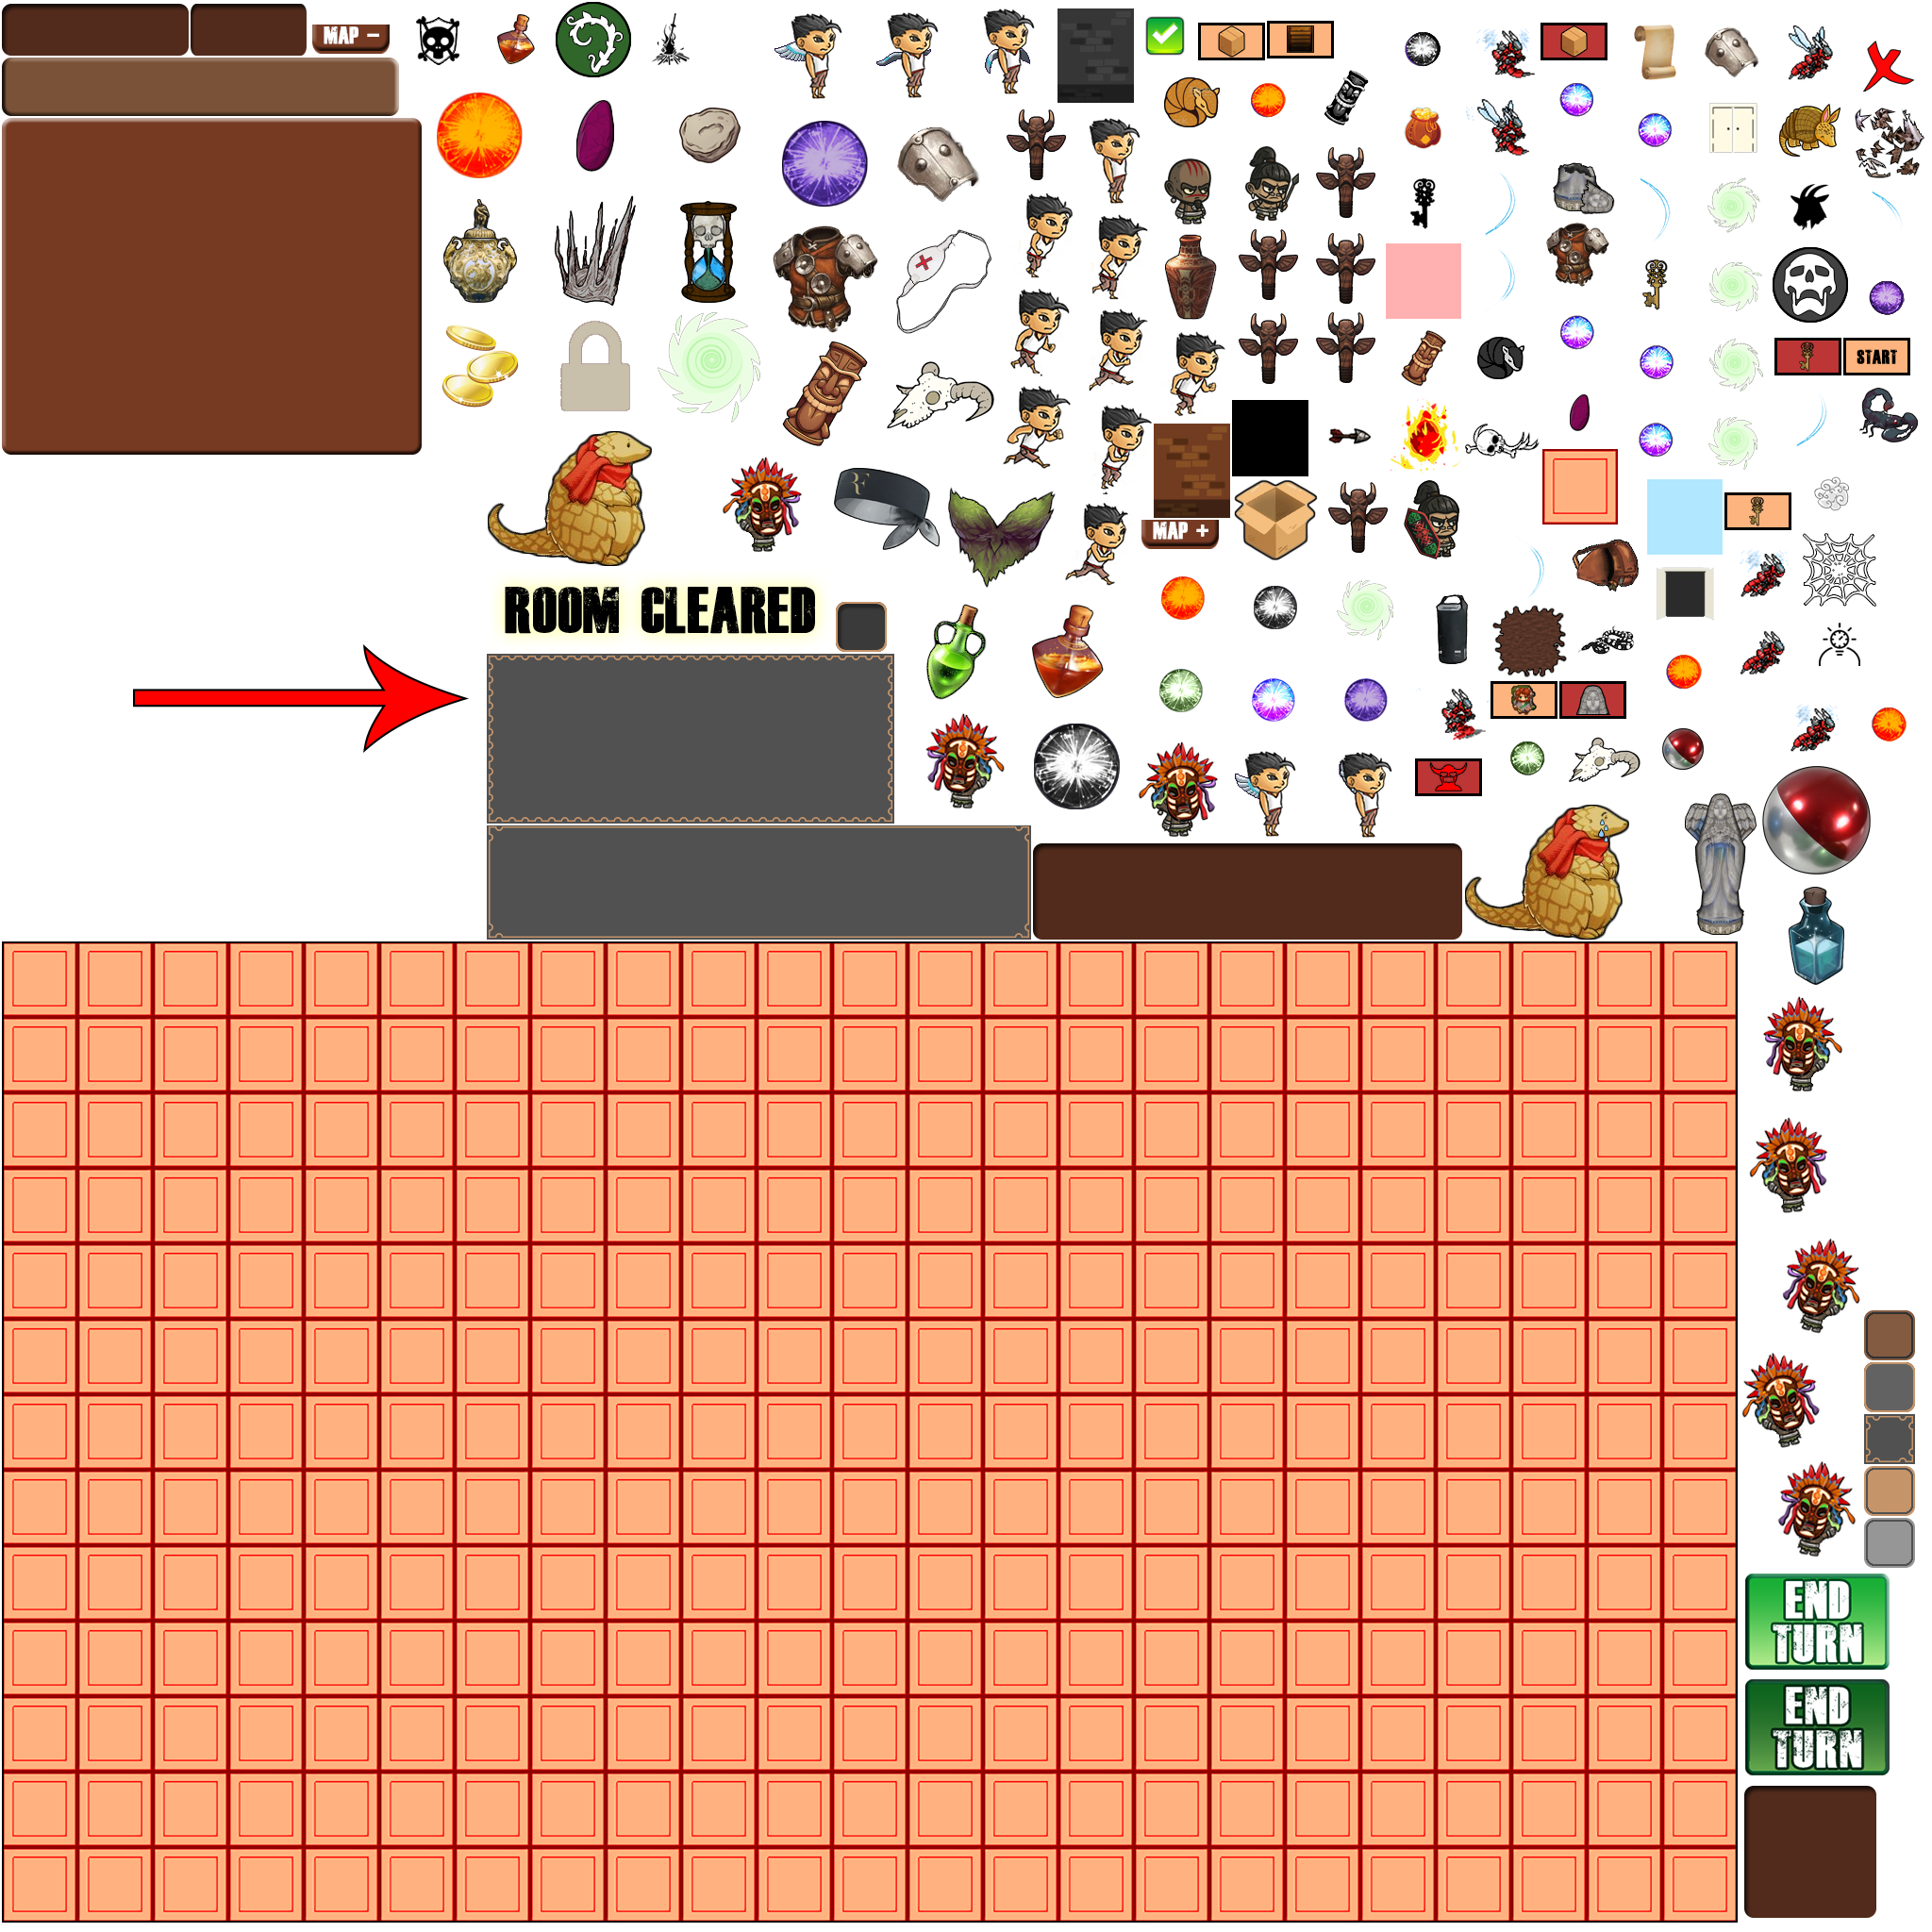 MAP -
START
MAP +
ROOM CLEARED
END
TURN
END
TURN